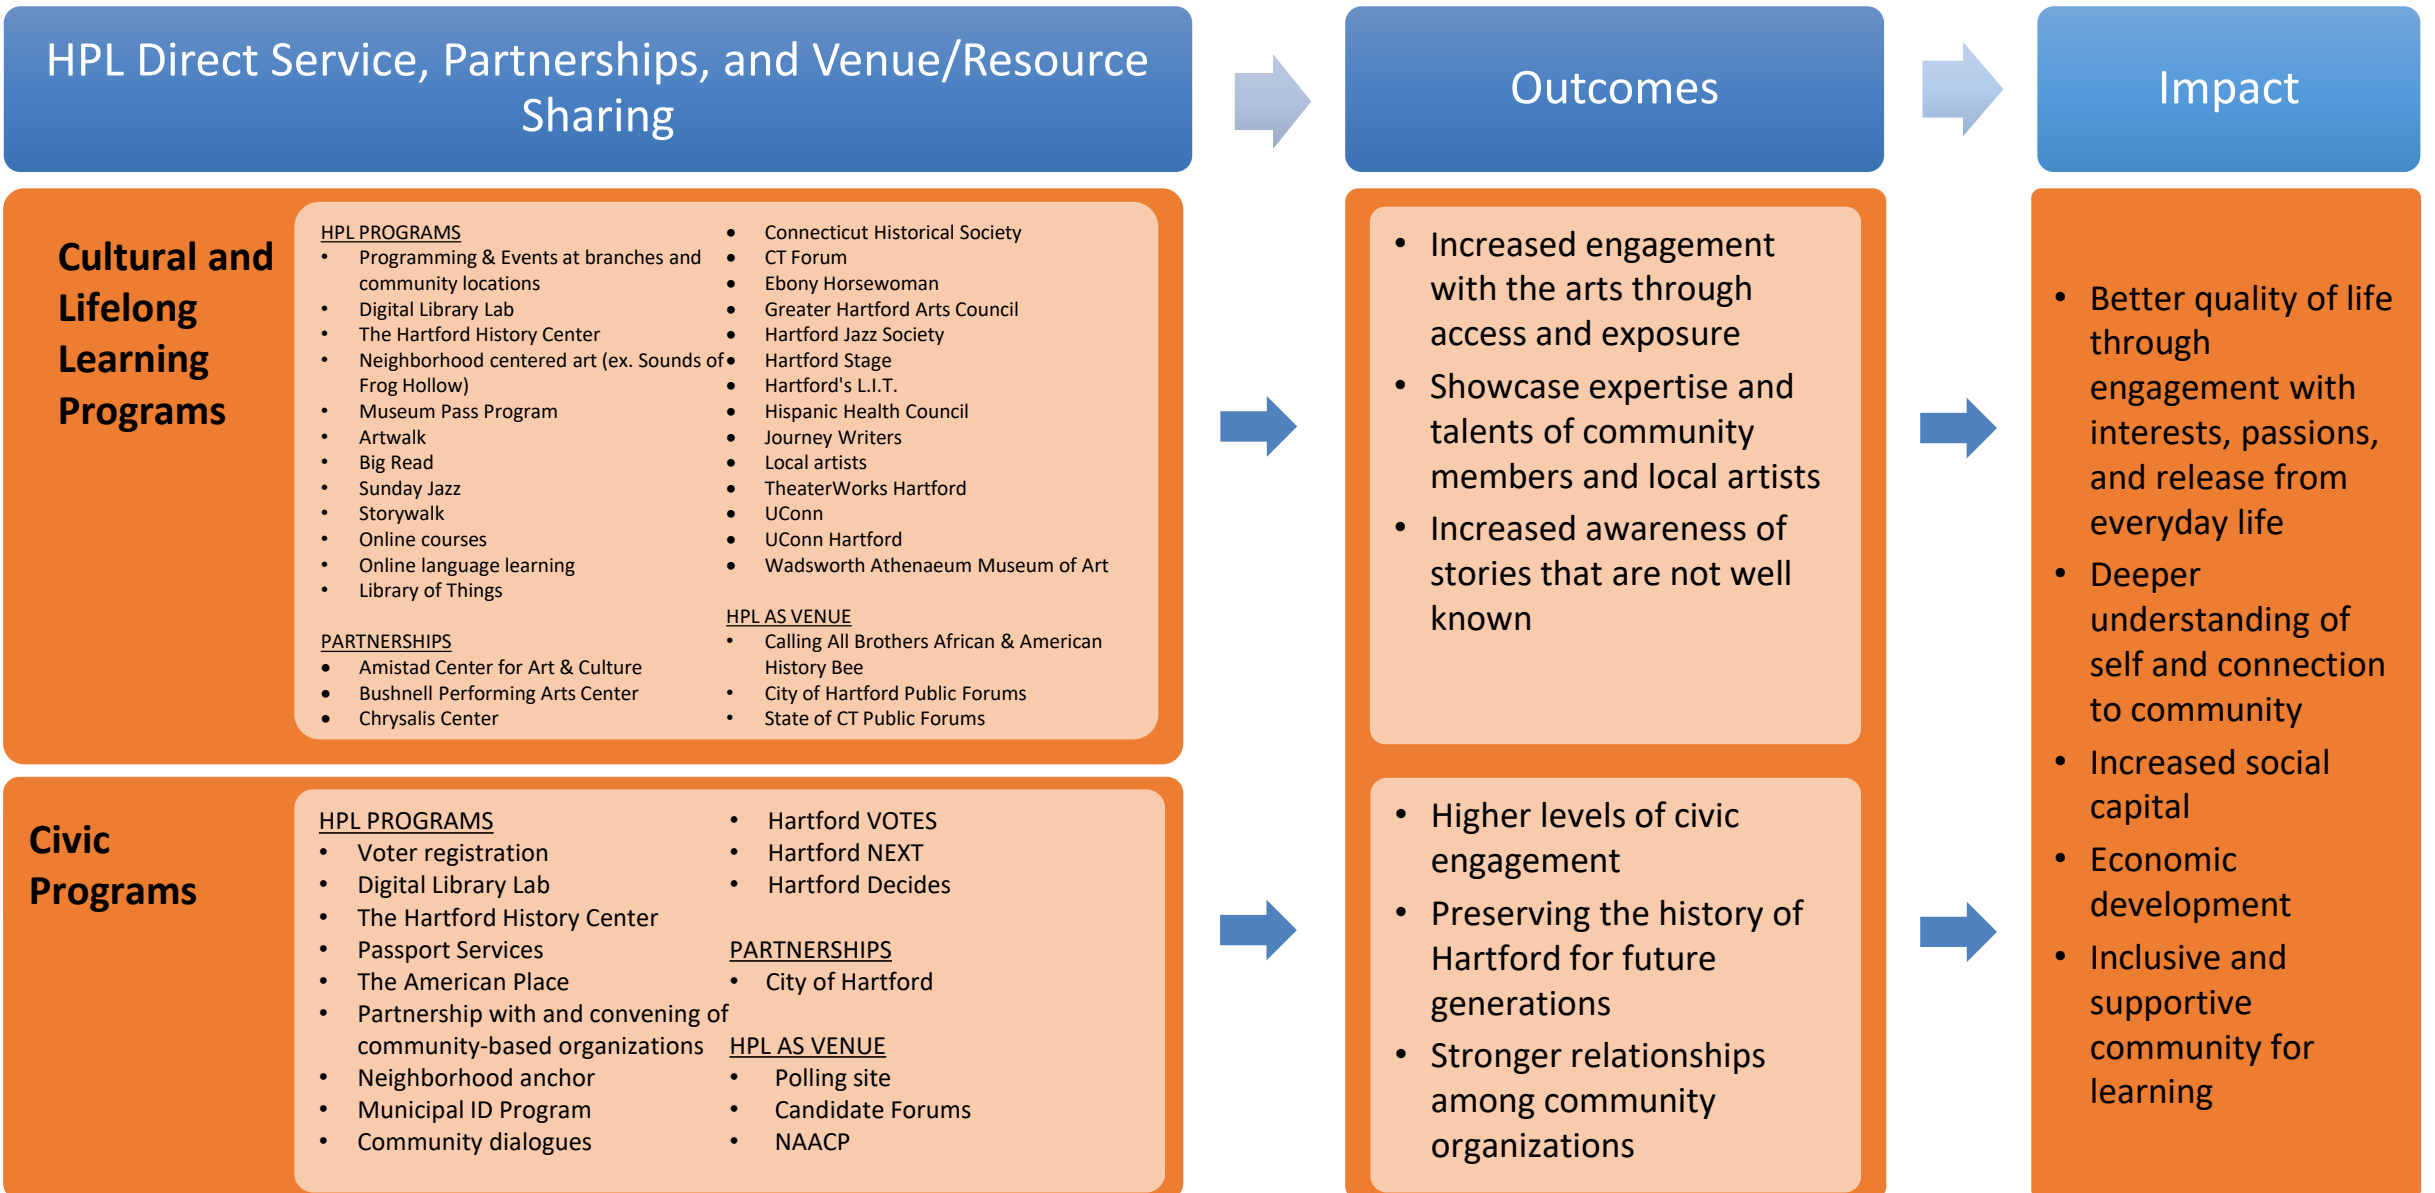 HPL Direct Service, Partnerships, and Venue/Resource
Sharing
Outcomes
Impact
Cultural and
Lifelong
Learning
Programs
HPL PROGRAMS
• Programming & Events at branches and
community locations
• Digital Library Lab
• The Hartford History Center
• Neighborhood centered art (ex. Sounds of
Frog Hollow)
• Museum Pass Program
• Artwalk
• Big Read
• Sunday Jazz
• Storywalk
• Online courses
• Online language learning
• Library of Things
PARTNERSHIPS
• Amistad Center for Art & Culture
• Bushnell Performing Arts Center
• Chrysalis Center
• Connecticut Historical Society
• CT Forum
• Ebony Horsewoman
• Greater Hartford Arts Council
• Hartford Jazz Society
• Hartford Stage
• Hartford's L.I.T.
• Hispanic Health Council
• Journey Writers
• Local artists
• TheaterWorks Hartford
• UConn
• UConn Hartford
• Wadsworth Athenaeum Museum of Art
HPL AS VENUE
• Calling All Brothers African & American
History Bee
• City of Hartford Public Forums
• State of CT Public Forums
• Increased engagement
with the arts through
access and exposure
• Showcase expertise and
talents of community
members and local artists
• Increased awareness of
stories that are not well
known
Civic
Programs
HPL PROGRAMS
• Voter registration
• Digital Library Lab
• The Hartford History Center
• Passport Services
• The American Place
• Partnership with and convening of
community-based organizations
• Neighborhood anchor
• Municipal ID Program
• Community dialogues
• Hartford VOTES
• Hartford NEXT
• Hartford Decides
PARTNERSHIPS
• City of Hartford
HPL AS VENUE
• Polling site
• Candidate Forums
• NAACP
• Higher levels of civic
engagement
• Preserving the history of
Hartford for future
generations
• Stronger relationships
among community
organizations
• Better quality of life
through
engagement with
interests, passions,
and release from
everyday life
• Deeper
understanding of
self and connection
to community
• Increased social
capital
• Economic
development
• Inclusive and
supportive
community for
learning